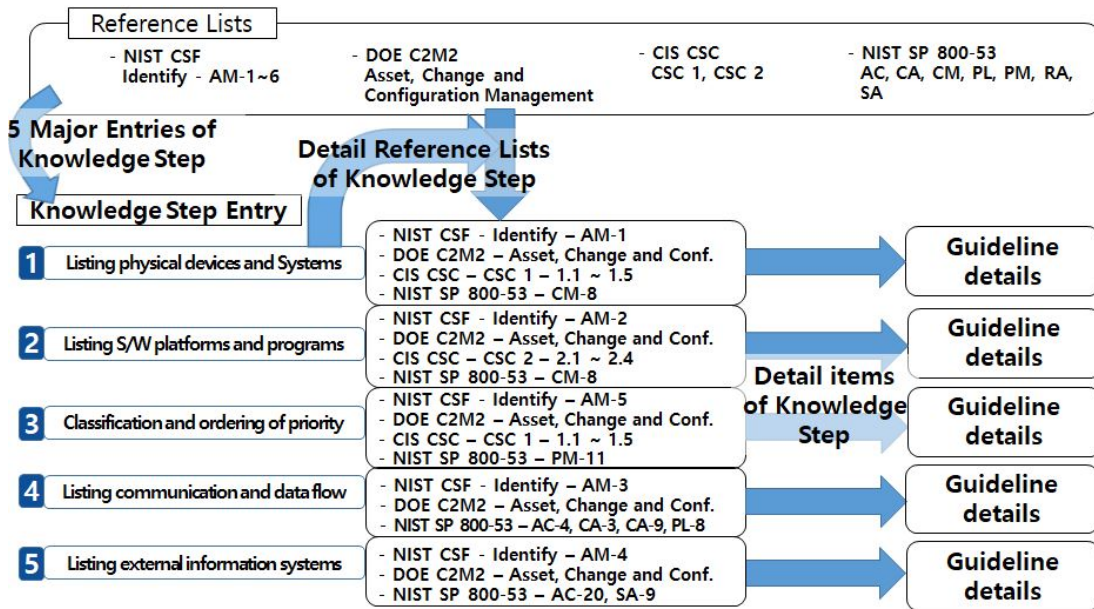 Reference Lists
- NIST CSF
Identify - AM-1~6
- DOE C2M2
Asset, Change and
Configuration Management
- CIS CSC
CSC 1, CSC 2
- NIST SP 800-53
AC, CA, CM, PL, PM, RA,
SA
5 Major Entries of
Knowledge Step
Detail Reference Lists
of Knowledge Step
Knowledge Step Entry
1 Listing physical devices and Systems
- NIST CSF - Identify – AM-1
- DOE C2M2 – Asset, Change and Conf.
- CIS CSC – CSC 1 – 1.1 ~ 1.5
- NIST SP 800-53 – CM-8
Guideline
details
2 Listing S/W platforms and programs
- NIST CSF - Identify – AM-2
- DOE C2M2 – Asset, Change and Conf.
- CIS CSC – CSC 2 – 2.1 ~ 2.4
- NIST SP 800-53 – CM-8
Guideline
details
Detail items
of Knowledge
Step
3 Classification and ordering of priority
- NIST CSF - Identify – AM-5
- DOE C2M2 – Asset, Change and Conf.
- CIS CSC – CSC 1 – 1.1 ~ 1.5
- NIST SP 800-53 – PM-11
Guideline
details
4 Listing communication and data flow
- NIST CSF - Identify – AM-3
- DOE C2M2 – Asset, Change and Conf.
- NIST SP 800-53 – AC-4, CA-3, CA-9, PL-8
Guideline
details
5 Listing external information systems
- NIST CSF - Identify – AM-4
- DOE C2M2 – Asset, Change and Conf.
- NIST SP 800-53 – AC-20, SA-9
Guideline
details